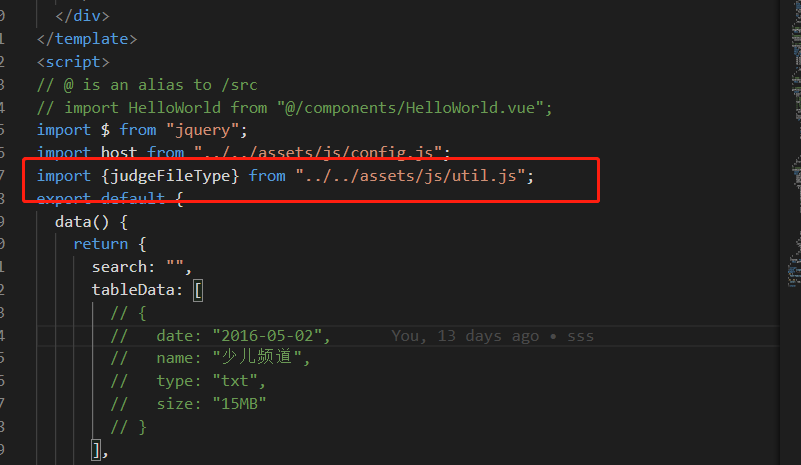 0 </div>
1 </template>
2 <script>
3 // @ is an alias to /src
4 // import HelloWorld from "@/components/HelloWorld.vue";
5 import $ from "jquery";
6 import host from "../../assets/js/config.js";
7 import {judgeFileType} from "../../assets/js/util.js";
8 export default {
9 data() {
0 return {
1 search: "",
2 tableData: [
3 // {
4 // date: "2016-05-02", You, 13 days ago • sss
5 // name: "少儿频道",
6 // type: "txt",
7 // size: "15MB"
8 // }
9 ],